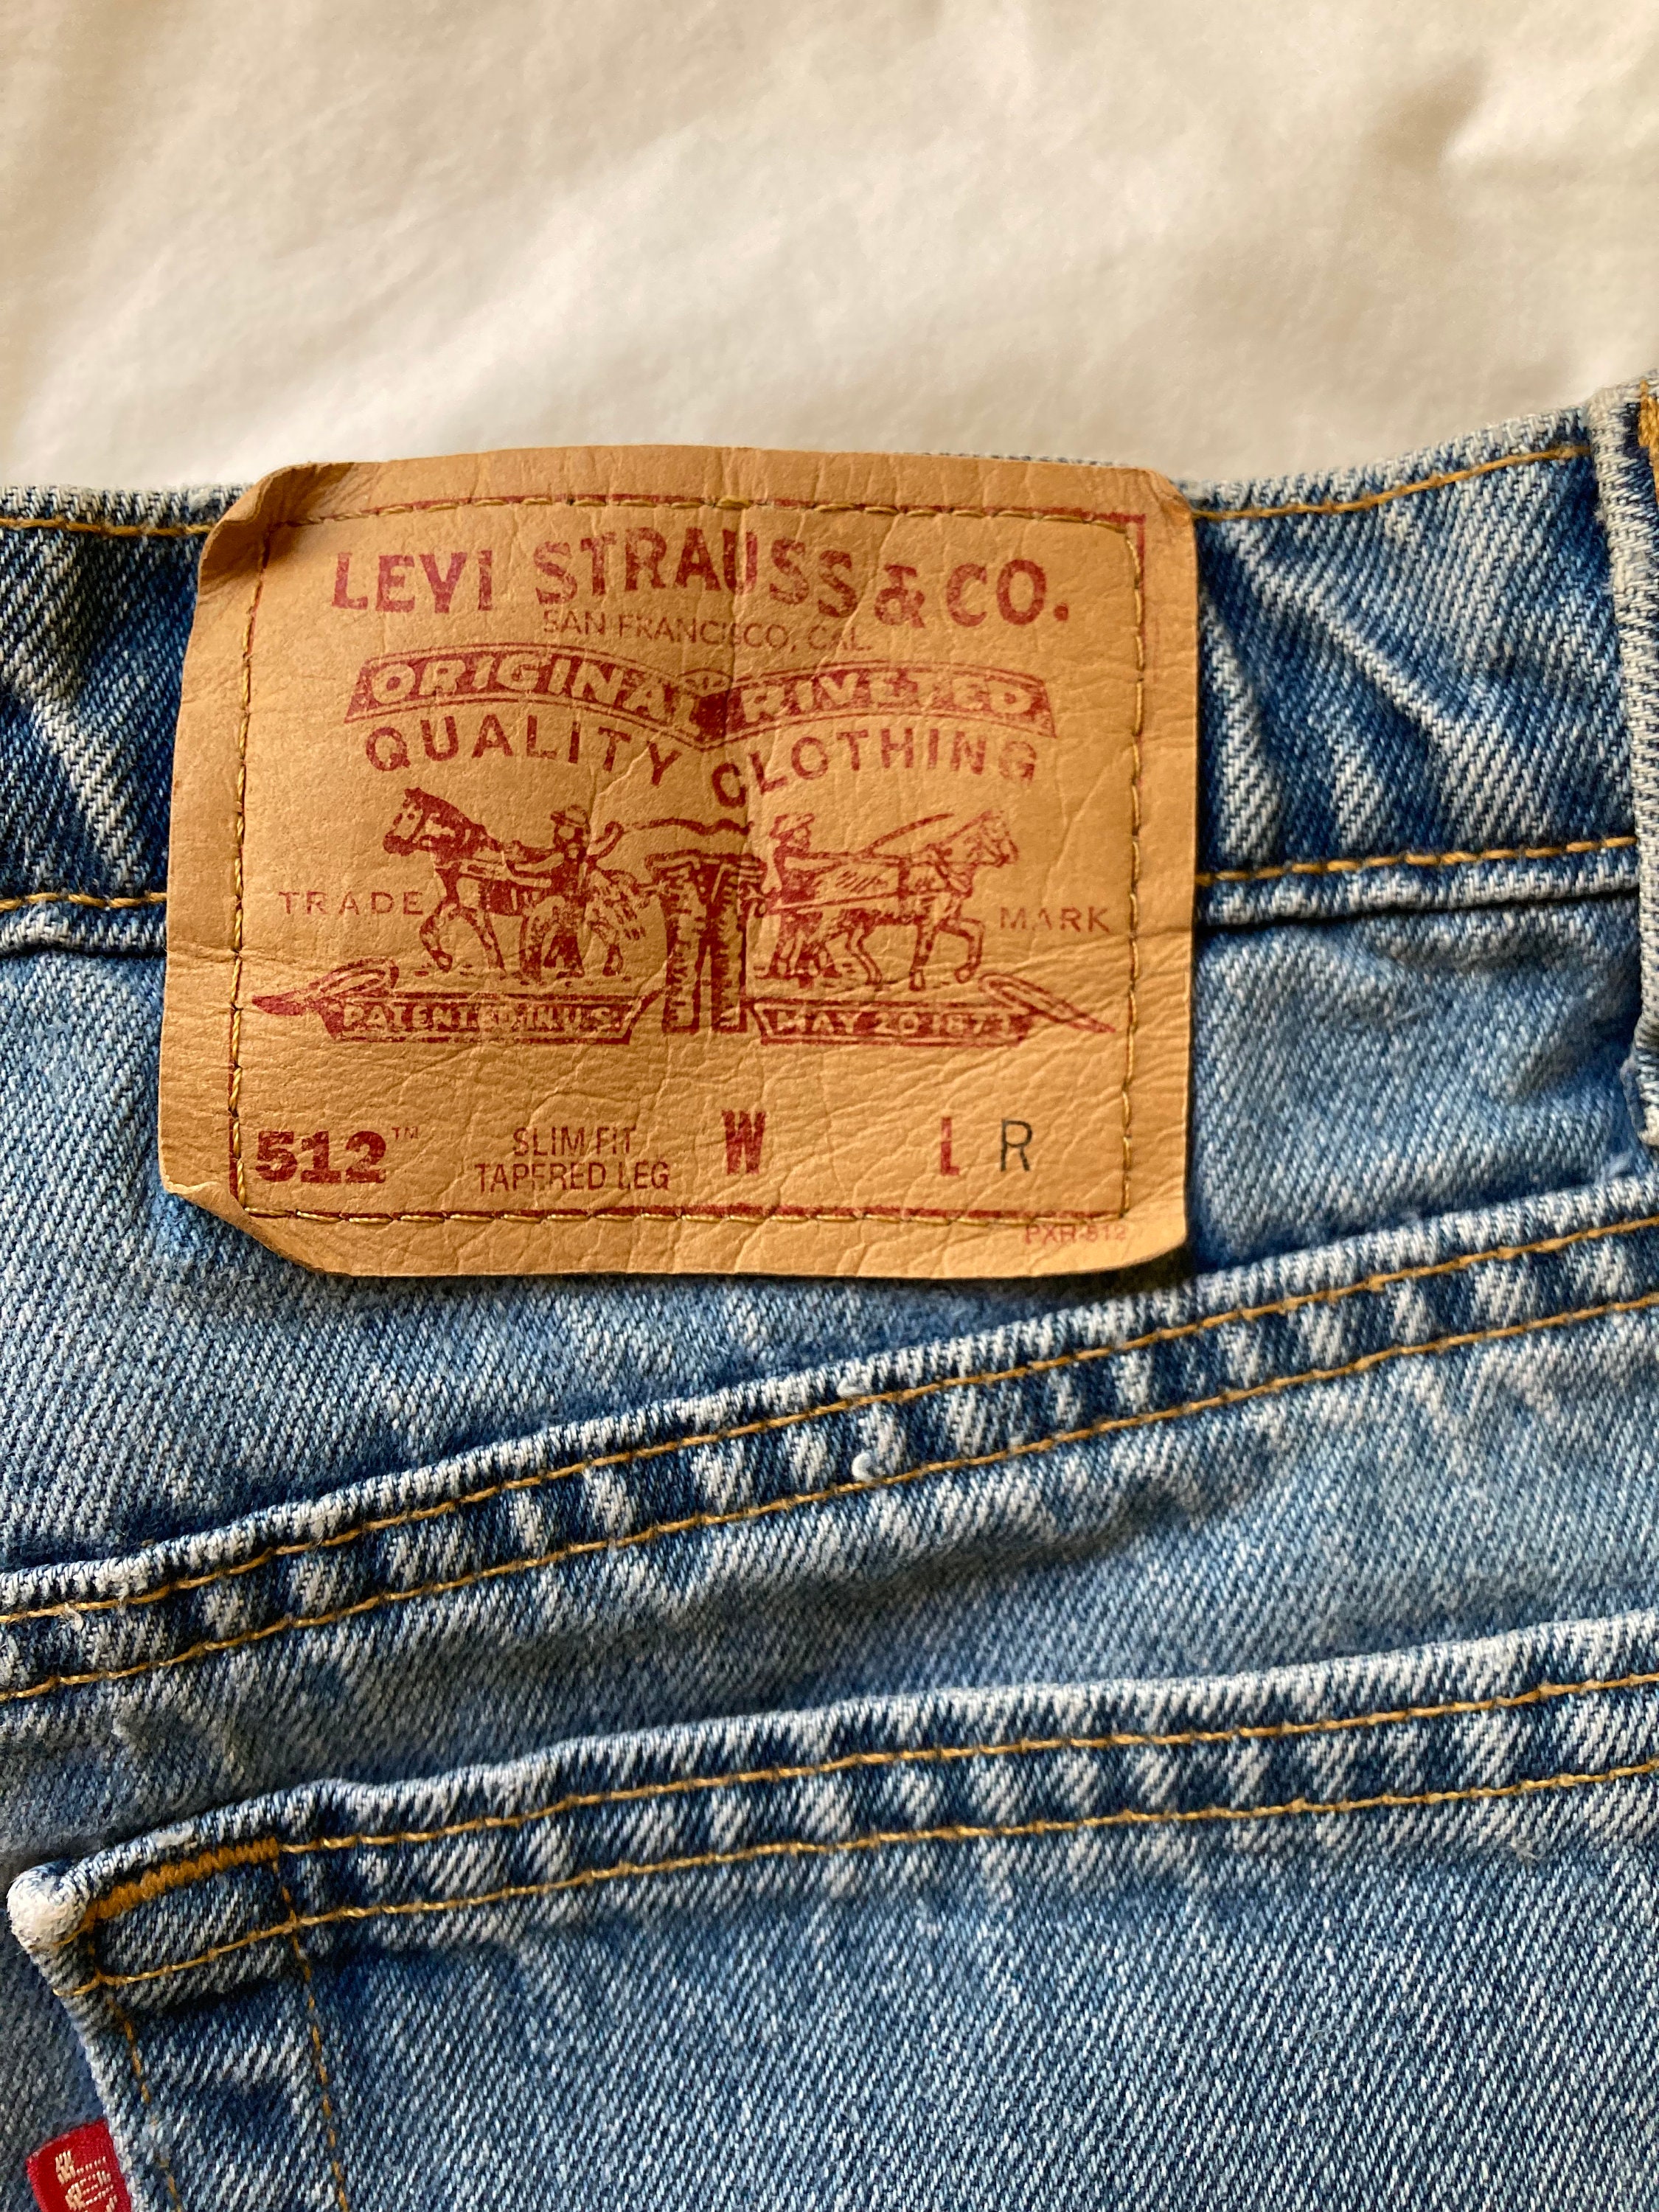 LEVI STRAUSS & CO.
SAN FRANCISCO, CAL.
ORIGINAL RIVETED
QUALITY CLOTHING
TRADE MARK
PATENTED IN U.S. MAY 20 1873
512™ SLIM FIT W L R
TAPERED LEG
PXR-512